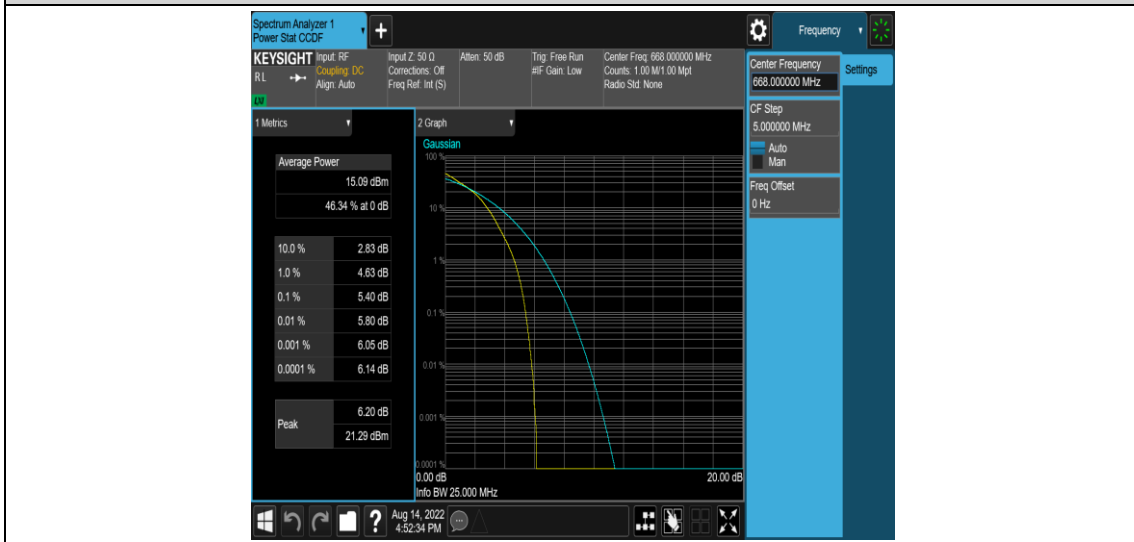 Spectrum Analyzer 1
Power Stat CCDF
+
Frequency
KEYSIGHT
RL
LXI
Input: RF
Coupling: DC
Align: Auto
Input Z: 50 Ω
Corrections: Off
Freq Ref: Int (S)
Atten: 50 dB
Trig: Free Run
#IF Gain: Low
Center Freq: 668.000000 MHz
Counts: 1.00 M/1.00 Mpt
Radio Std: None
Center Frequency
668.000000 MHz
Settings
CF Step
5.000000 MHz
Auto
Man
Freq Offset
0 Hz
1 Metrics
Average Power
15.09 dBm
46.34 % at 0 dB
10.0 % 2.83 dB
1.0 % 4.63 dB
0.1 % 5.40 dB
0.01 % 5.80 dB
0.001 % 6.05 dB
0.0001 % 6.14 dB
Peak
6.20 dB
21.29 dBm
2 Graph
Gaussian
100 %
10 %
1 %
0.1 %
0.01 %
0.001 %
0.0001 %
0.00 dB 20.00 dB
Info BW 25.000 MHz
?
Aug 14, 2022
4:52:34 PM